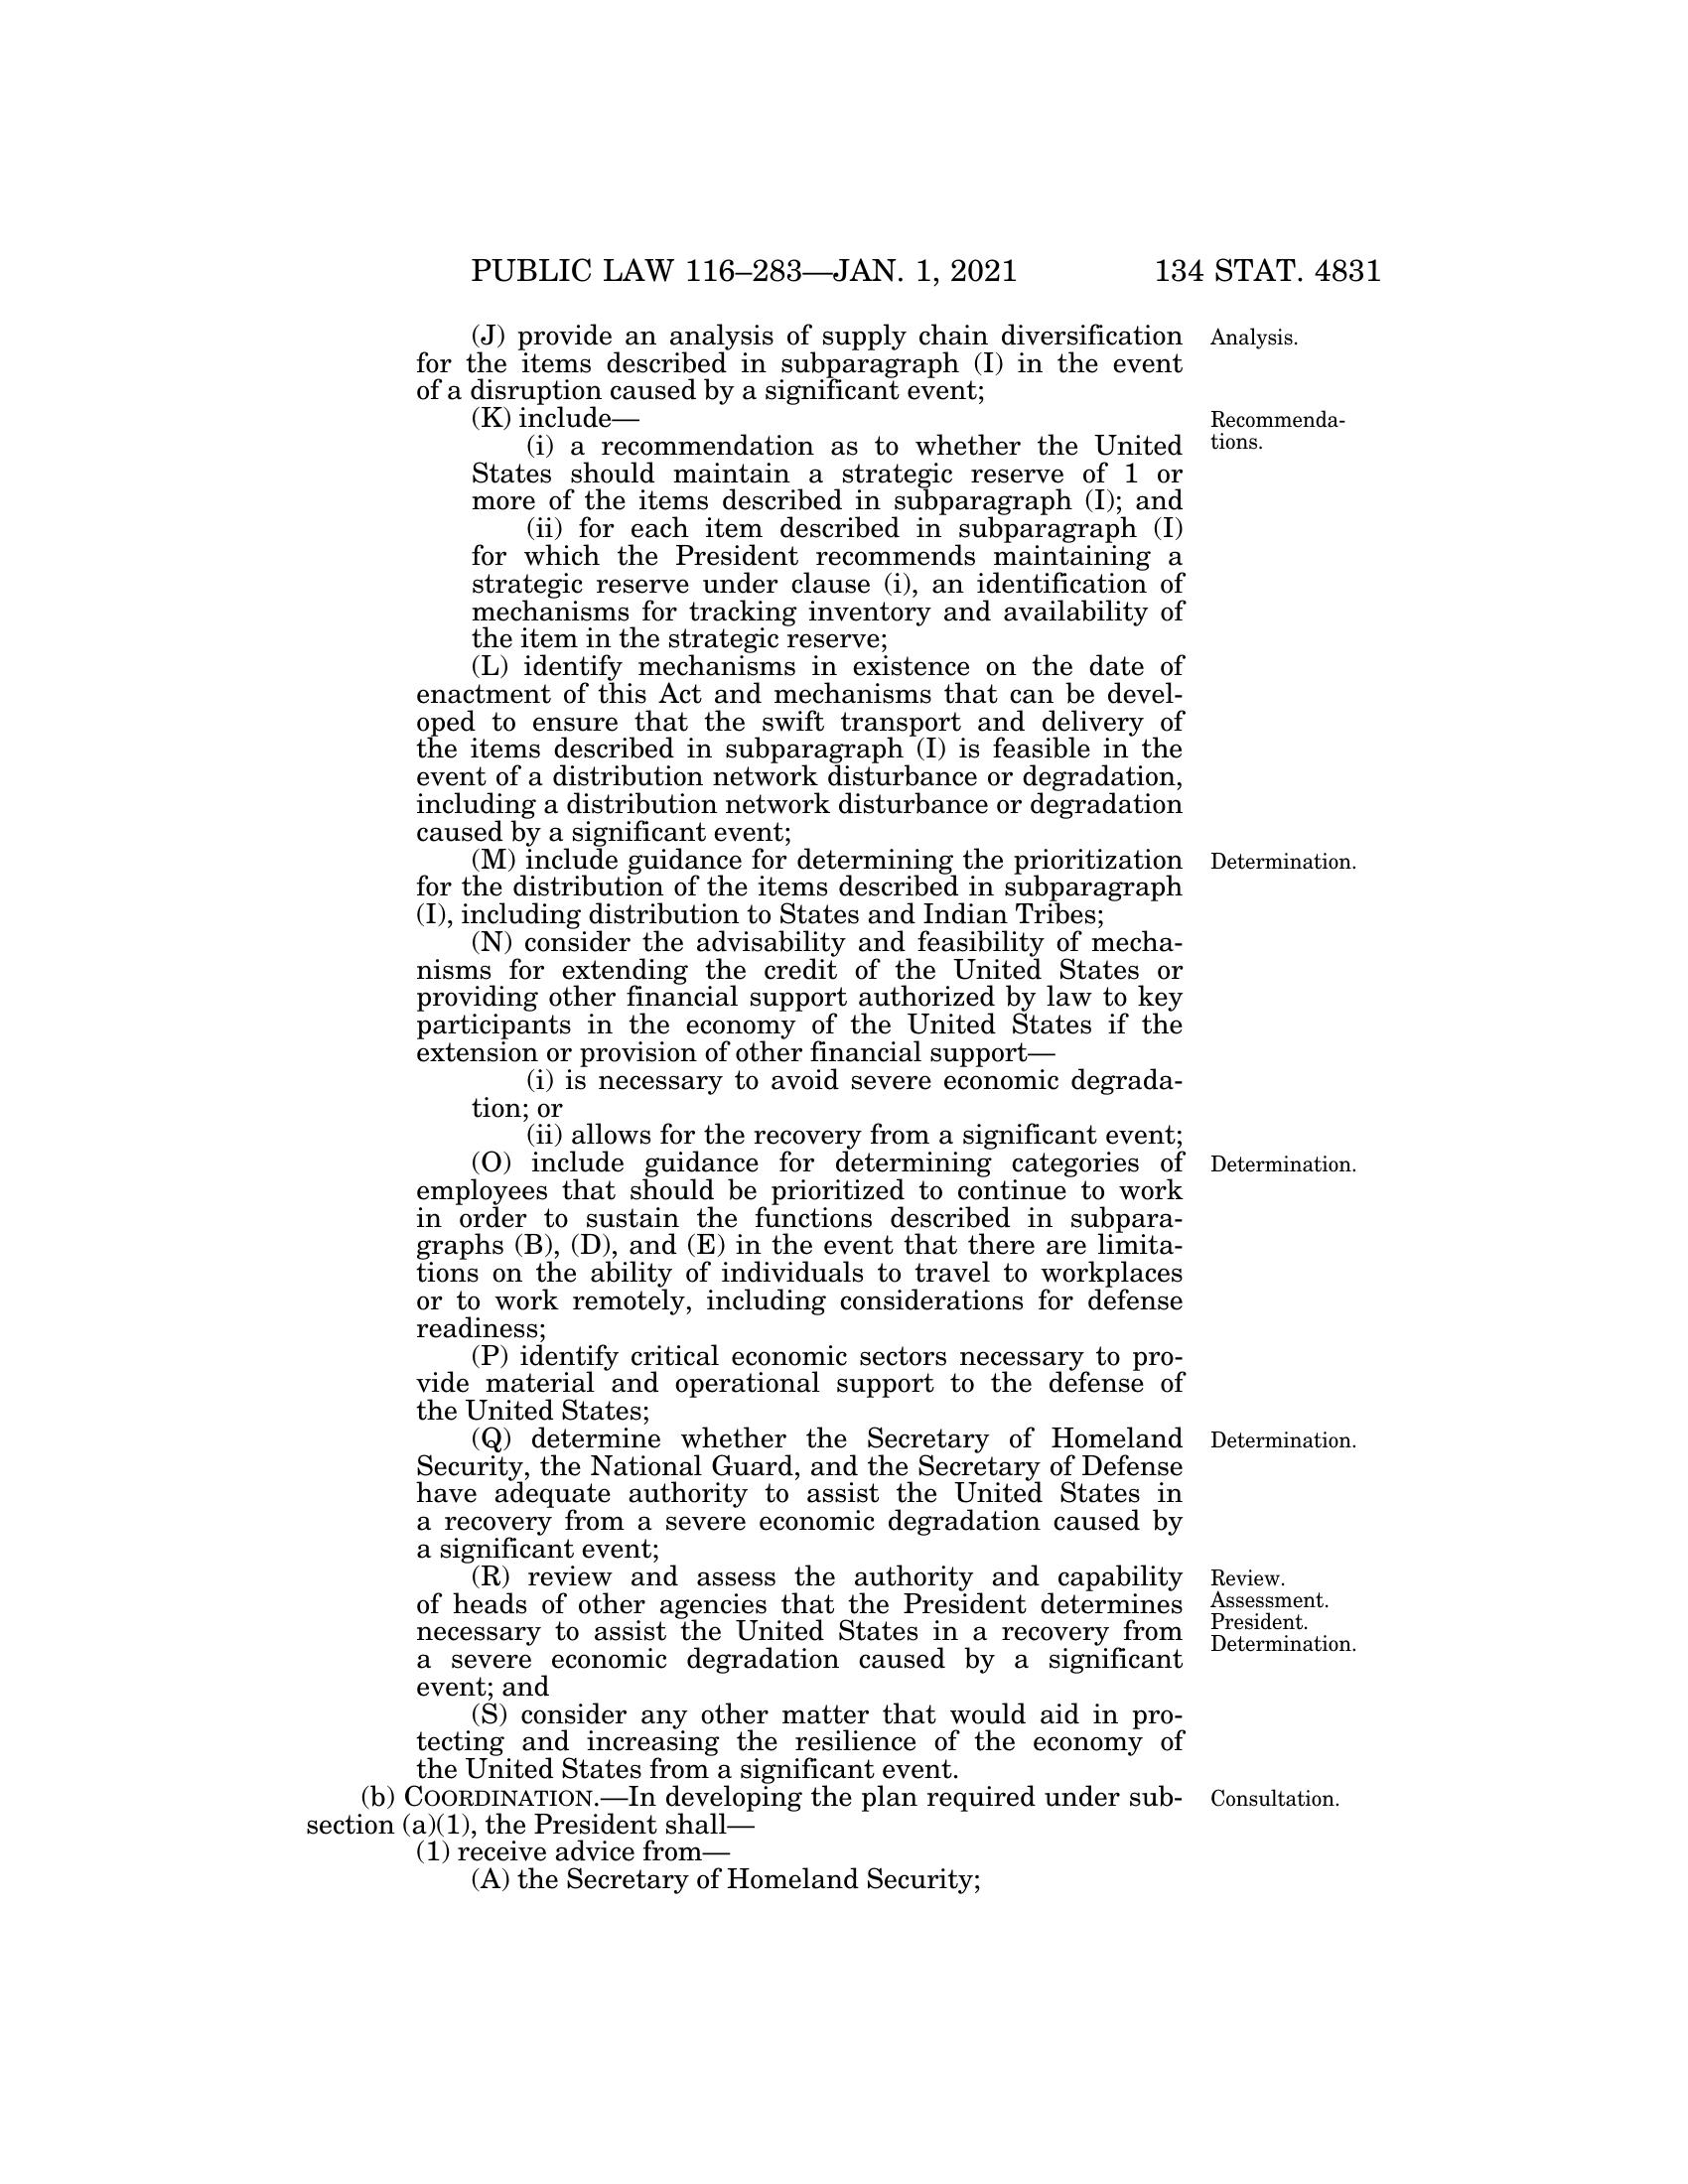 PUBLIC LAW 116–283—JAN. 1, 2021 134 STAT. 4831
(J) provide an analysis of supply chain diversification
for the items described in subparagraph (I) in the event
of a disruption caused by a significant event;
Analysis.
(K) include—
Recommenda-
tions.
(i) a recommendation as to whether the United
States should maintain a strategic reserve of 1 or
more of the items described in subparagraph (I); and
(ii) for each item described in subparagraph (I)
for which the President recommends maintaining a
strategic reserve under clause (i), an identification of
mechanisms for tracking inventory and availability of
the item in the strategic reserve;
(L) identify mechanisms in existence on the date of
enactment of this Act and mechanisms that can be devel-
oped to ensure that the swift transport and delivery of
the items described in subparagraph (I) is feasible in the
event of a distribution network disturbance or degradation,
including a distribution network disturbance or degradation
caused by a significant event;
(M) include guidance for determining the prioritization
for the distribution of the items described in subparagraph
(I), including distribution to States and Indian Tribes;
Determination.
(N) consider the advisability and feasibility of mecha-
nisms for extending the credit of the United States or
providing other financial support authorized by law to key
participants in the economy of the United States if the
extension or provision of other financial support—
(i) is necessary to avoid severe economic degrada-
tion; or
(ii) allows for the recovery from a significant event;
(O) include guidance for determining categories of
employees that should be prioritized to continue to work
in order to sustain the functions described in subpara-
graphs (B), (D), and (E) in the event that there are limita-
tions on the ability of individuals to travel to workplaces
or to work remotely, including considerations for defense
readiness;
Determination.
(P) identify critical economic sectors necessary to pro-
vide material and operational support to the defense of
the United States;
(Q) determine whether the Secretary of Homeland
Security, the National Guard, and the Secretary of Defense
have adequate authority to assist the United States in
a recovery from a severe economic degradation caused by
a significant event;
Determination.
(R) review and assess the authority and capability
of heads of other agencies that the President determines
necessary to assist the United States in a recovery from
a severe economic degradation caused by a significant
event; and
Review.
Assessment.
President.
Determination.
(S) consider any other matter that would aid in pro-
tecting and increasing the resilience of the economy of
the United States from a significant event.
(b) COORDINATION.—In developing the plan required under sub-
section (a)(1), the President shall—
Consultation.
(1) receive advice from—
(A) the Secretary of Homeland Security;